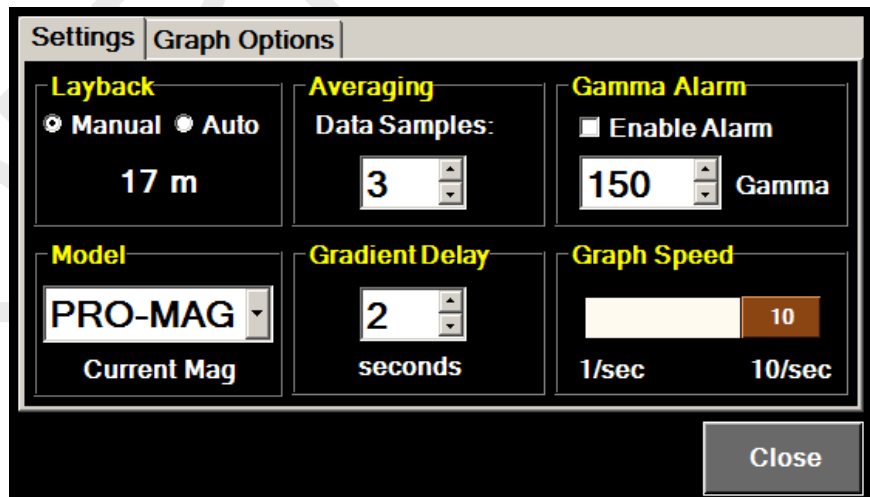 Settings Graph Options
Layback Averaging Gamma Alarm
Manual Auto Data Samples: Enable Alarm
17 m 3 150 Gamma
Model Gradient Delay Graph Speed
PRO-MAG 2 10
Current Mag seconds 1/sec 10/sec
Close